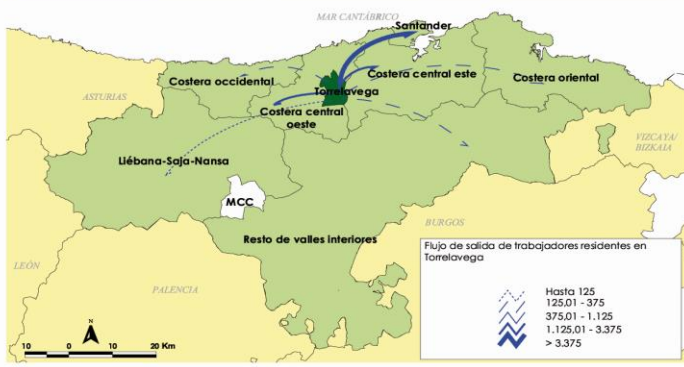 MAR CANTÁBRICO
Santander
Costera occidental
Costera central este
Costera oriental
ASTURIAS
Torrelavega
Costera central
oeste
VIZCAYA/
BIZKAIA
Liébana-Saja-Nansa
MCC
BURGOS
Resto de valles interiores
LEÓN
PALENCIA
Flujo de salida de trabajadores residentes en
Torrelavega
Hasta 125
125,01 - 375
375,01 - 1.125
1.125,01 - 3.375
> 3.375
N
10 0 10 20 Km